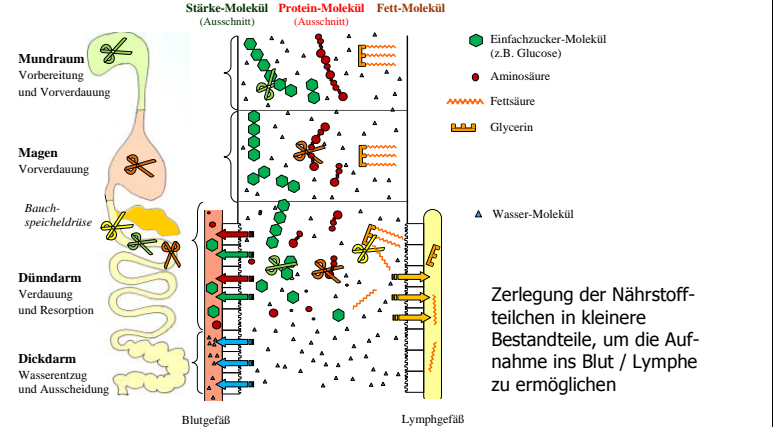 Stärke-Molekül
(Ausschnitt)
Protein-Molekül
(Ausschnitt)
Fett-Molekül
Mundraum
Vorbereitung
und Vorverdauung
Magen
Vorverdauung
Bauch-
speicheldrüse
Dünndarm
Verdauung
und Resorption
Dickdarm
Wasserentzug
und Ausscheidung
Blutgefäß
Lymphgefäß
Einfachzucker-Molekül
(z.B. Glucose)
Aminosäure
Fettsäure
Glycerin
Wasser-Molekül
Zerlegung der Nährstoff-
teilchen in kleinere
Bestandteile, um die Auf-
nahme ins Blut / Lymphe
zu ermöglichen